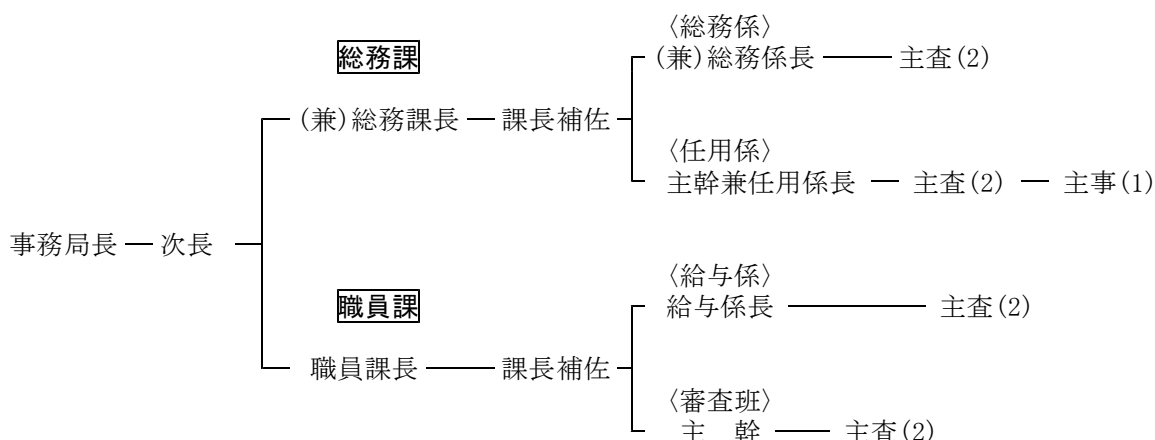 〈総務係〉
総務課
(兼)総務係長 主査(2)
(兼)総務課長 課長補佐
〈任用係〉
主幹兼任用係長 主査(2) 主事(1)
事務局長 次長
〈給与係〉
職員課
給与係長 主査(2)
職員課長 課長補佐
〈審査班〉
主 幹 主査(2)